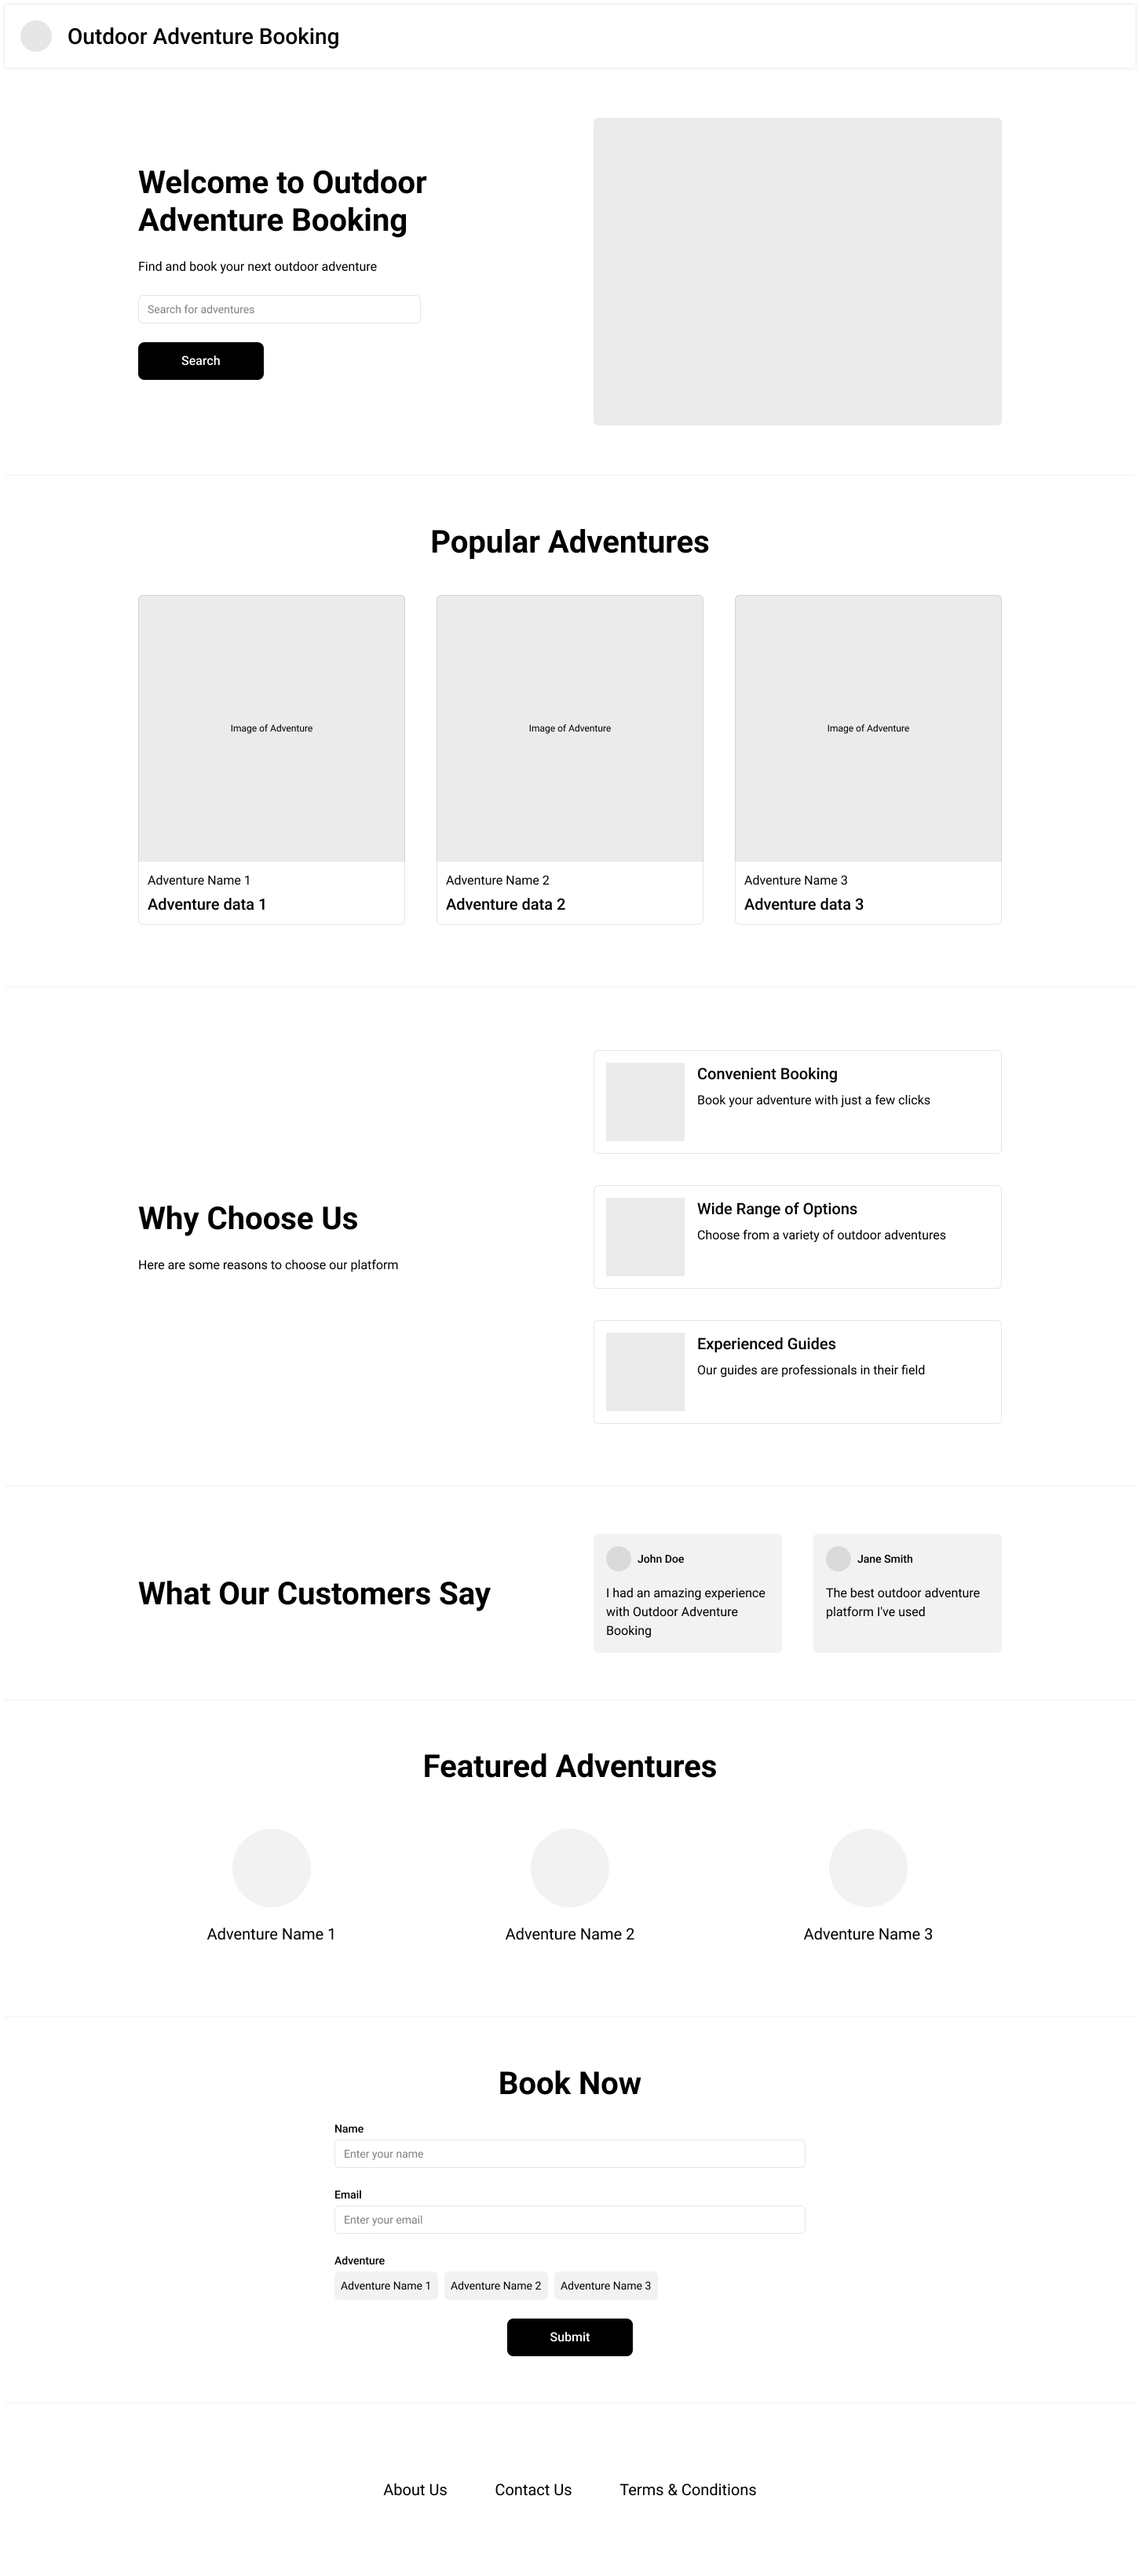 Outdoor Adventure Booking
Welcome to Outdoor
Adventure Booking
Find and book your next outdoor adventure
Search for adventures
Search
Popular Adventures
Image of Adventure
Adventure Name 1
Adventure data 1
Image of Adventure
Adventure Name 2
Adventure data 2
Image of Adventure
Adventure Name 3
Adventure data 3
Why Choose Us
Here are some reasons to choose our platform
Convenient Booking
Book your adventure with just a few clicks
Wide Range of Options
Choose from a variety of outdoor adventures
Experienced Guides
Our guides are professionals in their field
What Our Customers Say
John Doe
I had an amazing experience
with Outdoor Adventure
Booking
Jane Smith
The best outdoor adventure
platform I've used
Featured Adventures
Adventure Name 1
Adventure Name 2
Adventure Name 3
Book Now
Name
Enter your name
Email
Enter your email
Adventure
Adventure Name 1
Adventure Name 2
Adventure Name 3
Submit
About Us
Contact Us
Terms & Conditions